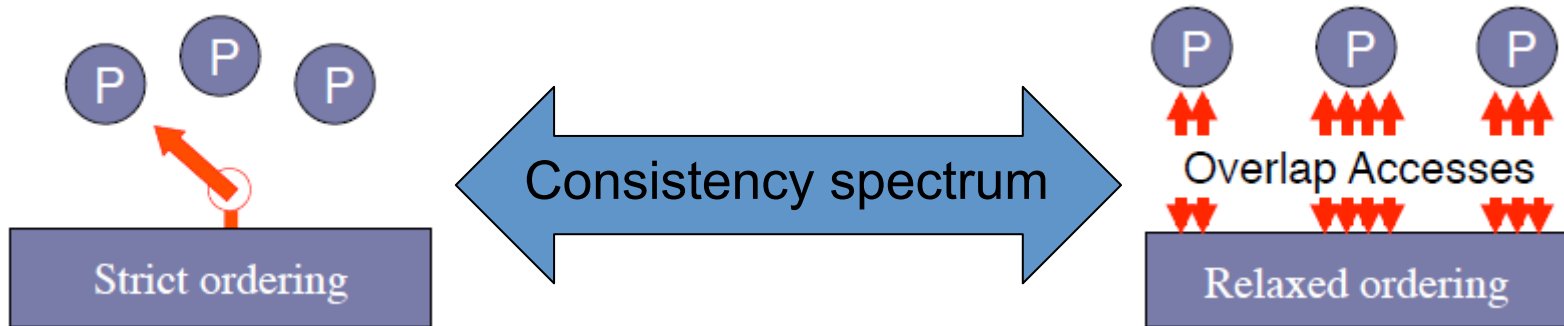 P
P
P
Strict ordering
Consistency spectrum
P
P
P
Overlap Accesses
Relaxed ordering